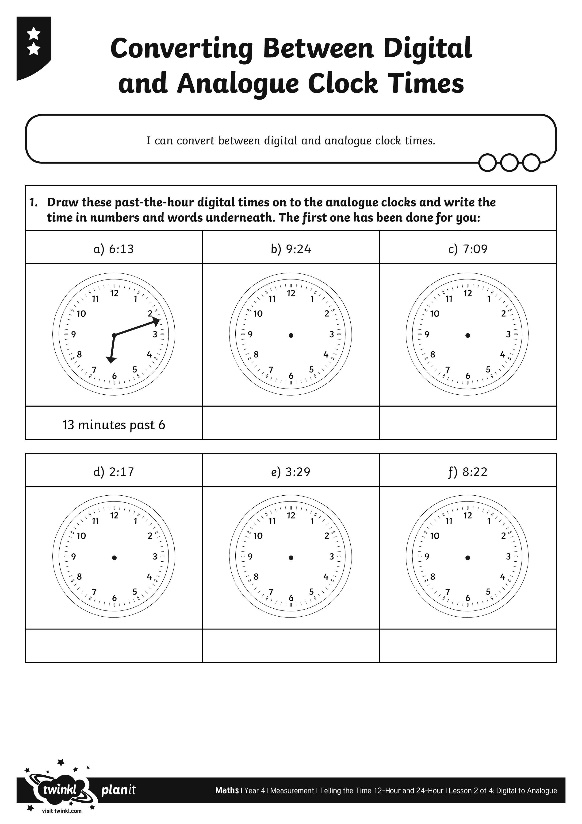 Converting Between Digital
and Analogue Clock Times
I can convert between digital and analogue clock times.
1. Draw these past-the-hour digital times on to the analogue clocks and write the
time in numbers and words underneath. The first one has been done for you:
a) 6:13
b) 9:24
c) 7:09
12 1 2 3 4 5 6 7 8 9 10 11
12 1 2 3 4 5 6 7 8 9 10 11
12 1 2 3 4 5 6 7 8 9 10 11
13 minutes past 6
d) 2:17
e) 3:29
f) 8:22
12 1 2 3 4 5 6 7 8 9 10 11
12 1 2 3 4 5 6 7 8 9 10 11
12 1 2 3 4 5 6 7 8 9 10 11
twinkl planit
visit twinkl.com
Maths | Year 4 | Measurement | Telling the Time 12-Hour and 24-Hour | Lesson 2 of 4: Digital to Analogue